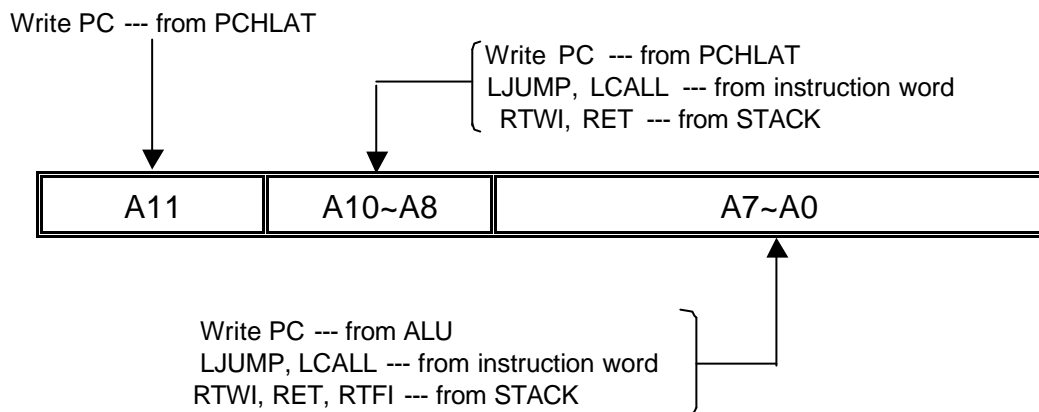 Write PC --- from PCHLAT
Write PC --- from PCHLAT
LJUMP, LCALL --- from instruction word
RTWI, RET --- from STACK
A11 A10~A8 A7~A0
Write PC --- from ALU
LJUMP, LCALL --- from instruction word
RTWI, RET, RTFI --- from STACK